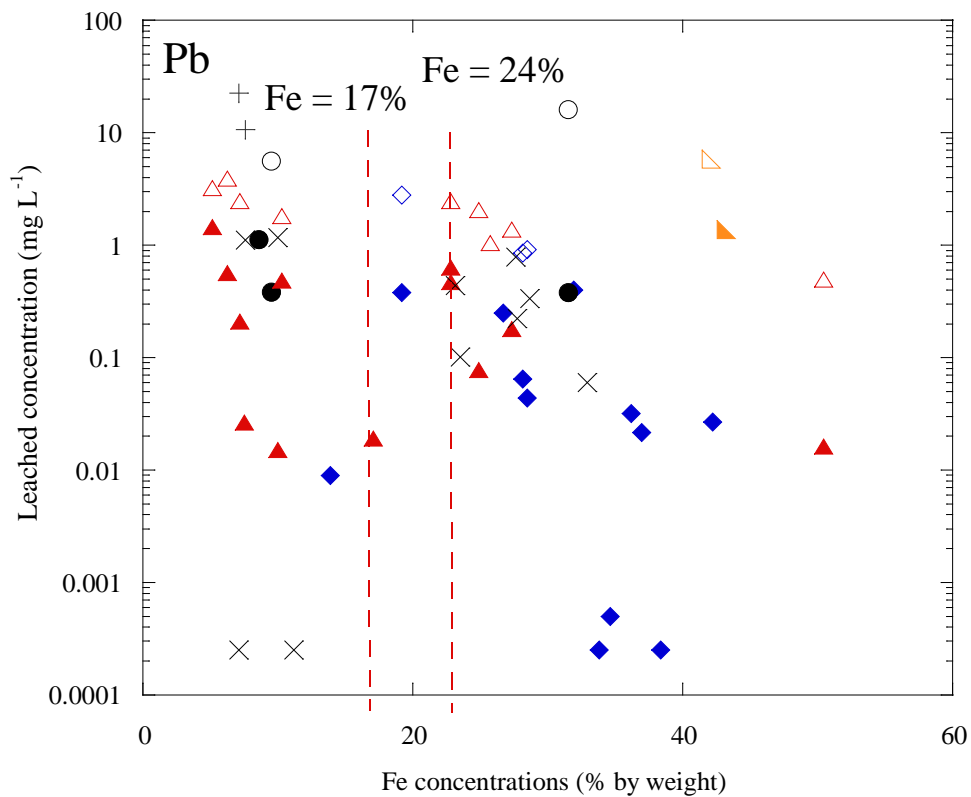 Pb
Fe = 17%
Fe = 24%
100
10
1
0.1
0.01
0.001
0.0001
Leached concentration (mg L⁻¹)
0 20 40 60
Fe concentrations (% by weight)